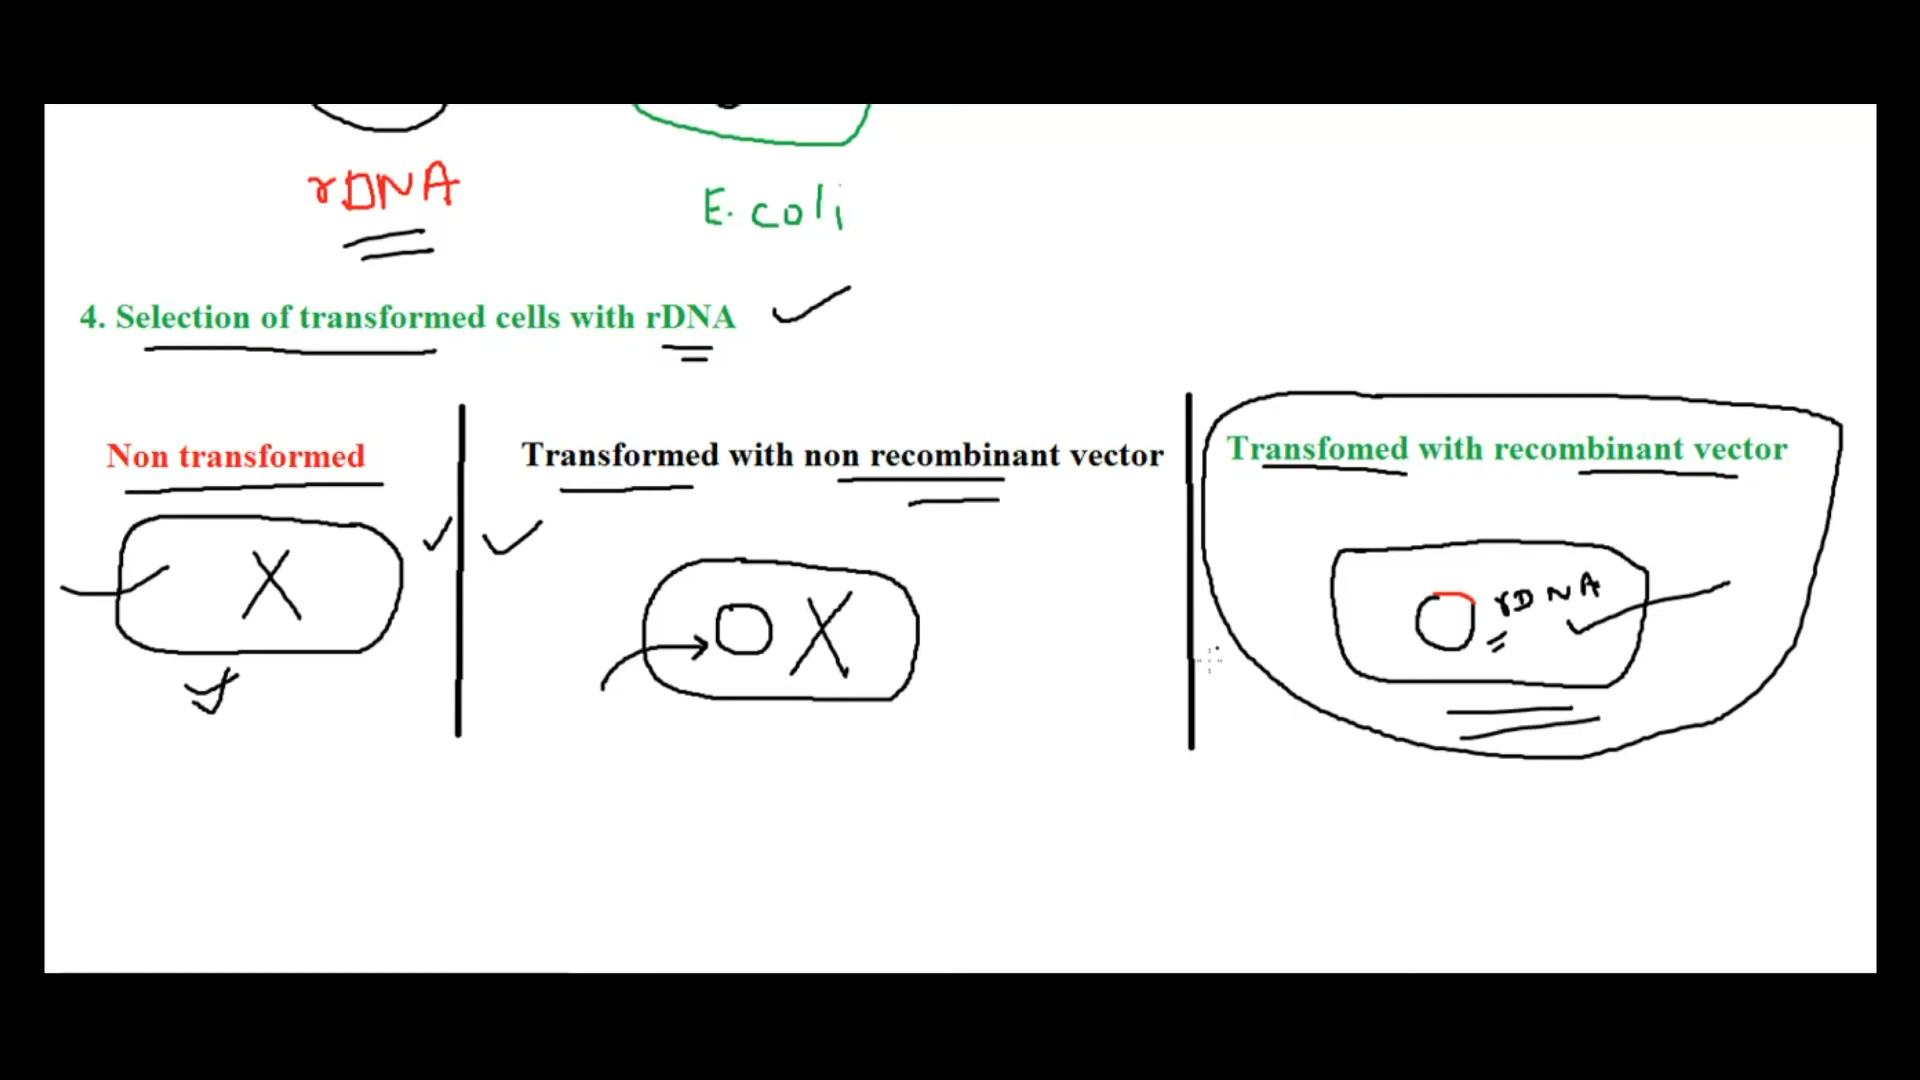 rDNA
E. coli
4. Selection of transformed cells with rDNA
Non transformed
Transformed with non recombinant vector
Transfomed with recombinant vector
X
X
rDNA